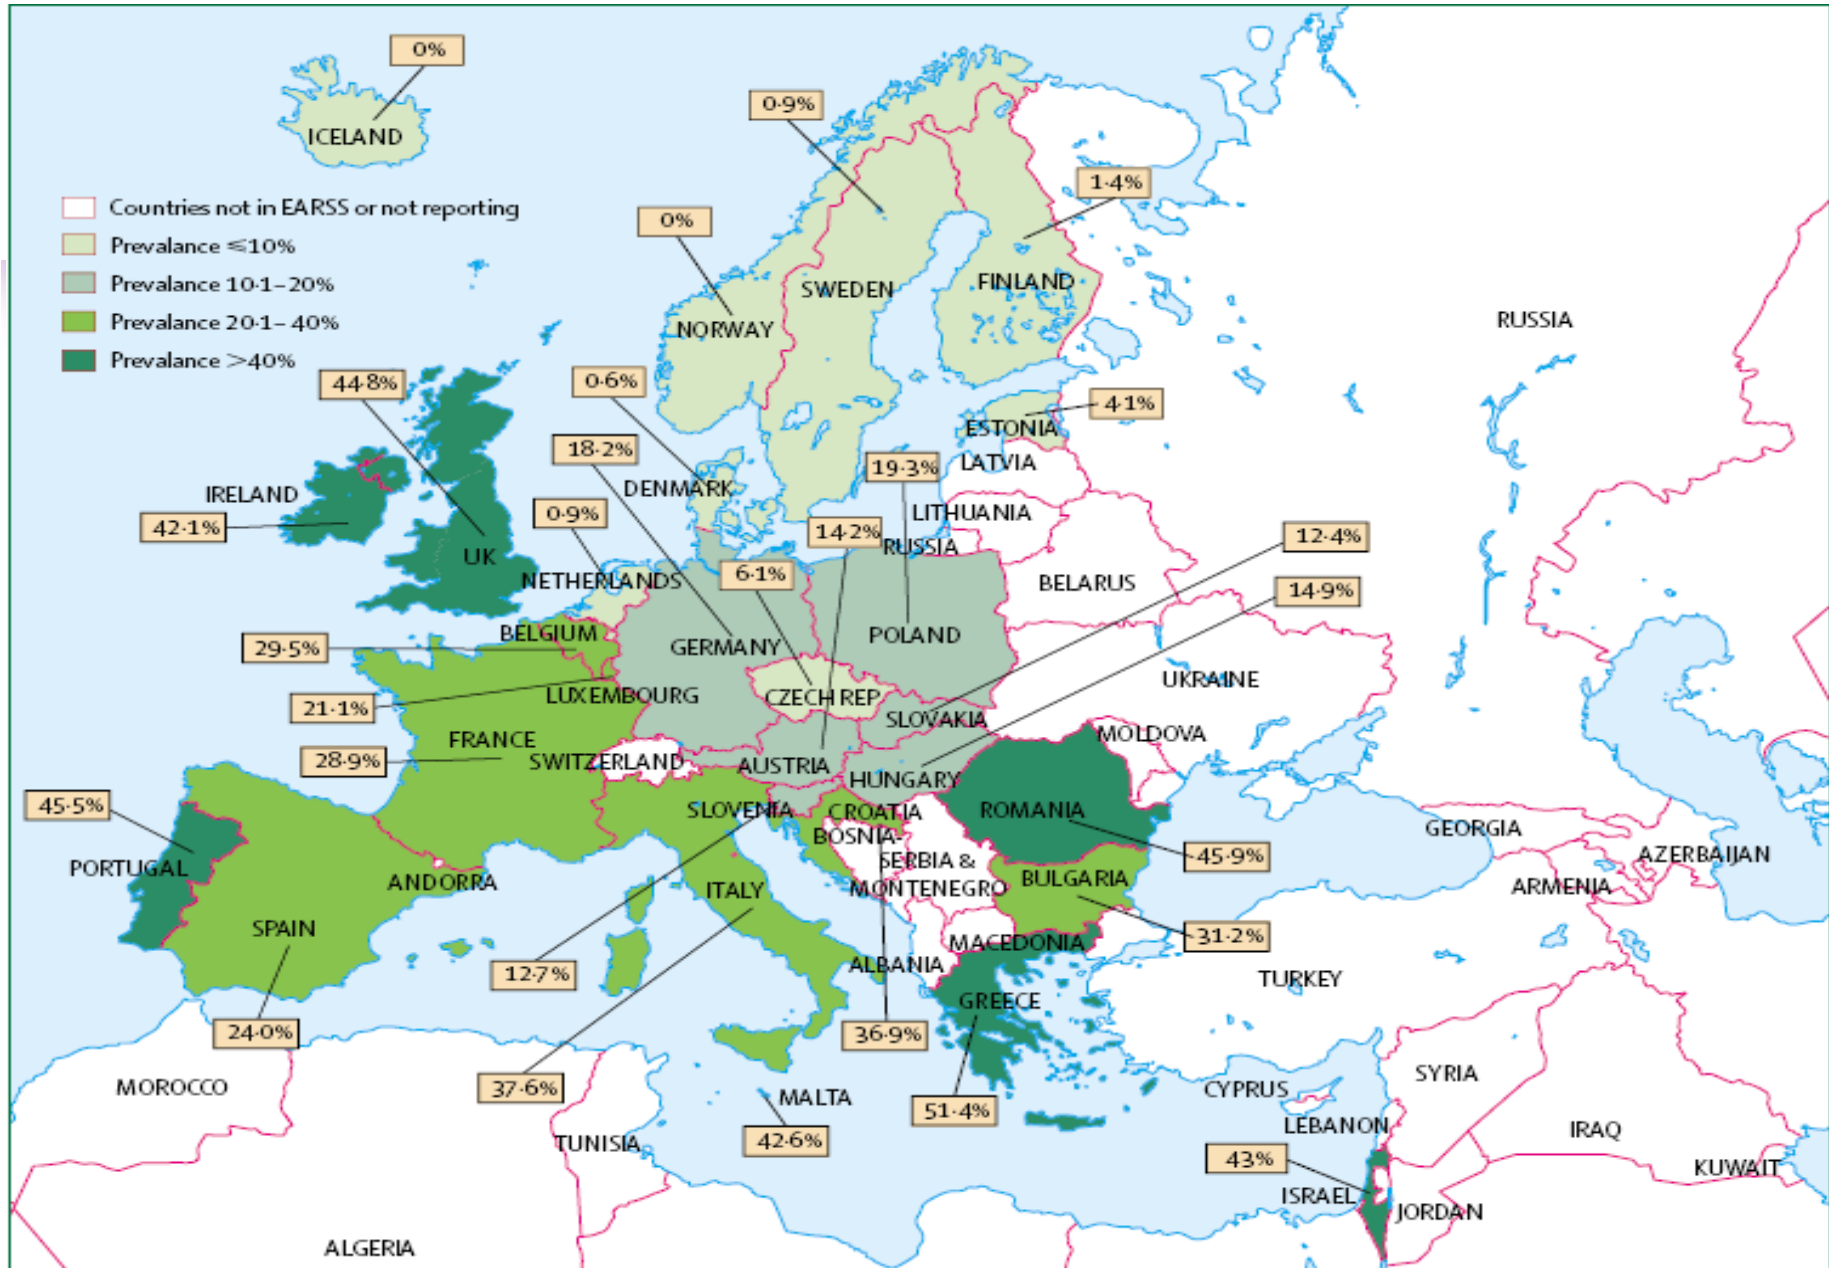 0%
ICELAND
0·9%
1·4%
0%
Countries not in EARSS or not reporting
Prevalance ≤10%
Prevalance 10·1–20%
Prevalance 20·1–40%
Prevalance >40%
SWEDEN
FINLAND
NORWAY
RUSSIA
44·8%
0·6%
4·1%
ESTONIA
18·2%
19·3%
LATVIA
IRELAND
DENMARK
42·1%
0·9%
LITHUANIA
14·2%
RUSSIA
12·4%
UK
NETHERLANDS
6·1%
BELARUS
14·9%
BELGIUM
29·5%
GERMANY
POLAND
UKRAINE
21·1%
LUXEMBOURG
CZECH REP
SLOVAKIA
MOLDOVA
FRANCE
28·9%
SWITZERLAND
AUSTRIA
HUNGARY
45·5%
SLOVENIA
CROATIA
ROMANIA
GEORGIA
BOSNIA-
PORTUGAL
SERBIA &
MONTENEGRO
45·9%
AZERBAIJAN
ANDORRA
ITALY
BULGARIA
ARMENIA
SPAIN
MACEDONIA
31·2%
12·7%
ALBANIA
TURKEY
GREECE
24·0%
36·9%
MOROCCO
37·6%
MALTA
51·4%
CYPRUS
SYRIA
42·6%
TUNISIA
LEBANON
IRAQ
43%
KUWAIT
ISRAEL
JORDAN
ALGERIA